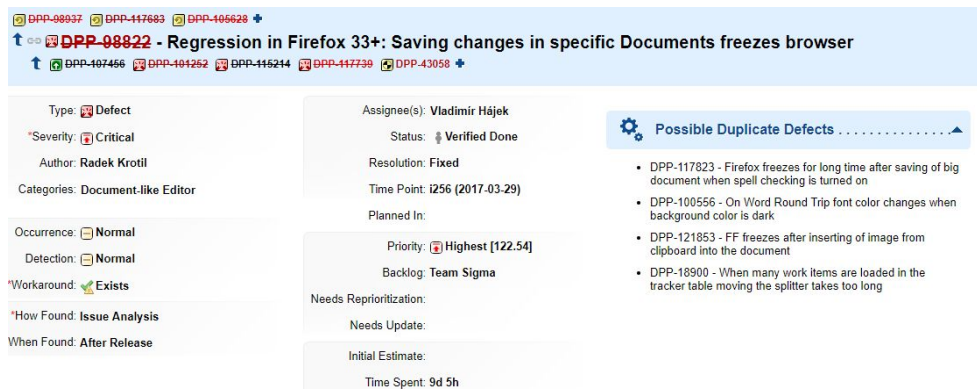 DPP-98937 DPP-117683 DPP-105628
DPP-98822 - Regression in Firefox 33+: Saving changes in specific Documents freezes browser
DPP-107456 DPP-101252 DPP-115214 DPP-117739 DPP-43058
Type: Defect
*Severity: Critical
Author: Radek Krotil
Categories: Document-like Editor
Occurrence: Normal
Detection: Normal
*Workaround: Exists
*How Found: Issue Analysis
When Found: After Release
Assignee(s): Vladimír Hájek
Status: Verified Done
Resolution: Fixed
Time Point: i256 (2017-03-29)
Planned In:
Priority: Highest [122.54]
Backlog: Team Sigma
Needs Reprioritization:
Needs Update:
Initial Estimate:
Time Spent: 9d 5h
Possible Duplicate Defects . . . . . . . . . . . . . . .
• DPP-117823 - Firefox freezes for long time after saving of big
document when spell checking is turned on
• DPP-100556 - On Word Round Trip font color changes when
background color is dark
• DPP-121853 - FF freezes after inserting of image from
clipboard into the document
• DPP-18900 - When many work items are loaded in the
tracker table moving the splitter takes too long